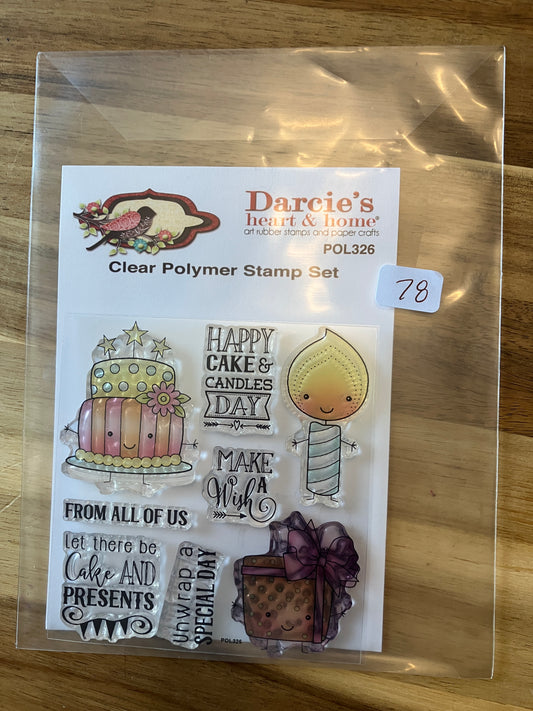 Darcie's
heart & home®
art rubber stamps and paper crafts
POL326
Clear Polymer Stamp Set
78
HAPPY
CAKE &
CANDLES
DAY
MAKE
A
Wish
FROM ALL OF US
let there be
Cake AND
PRESENTS
Unwrap a
SPECIAL DAY
POL326